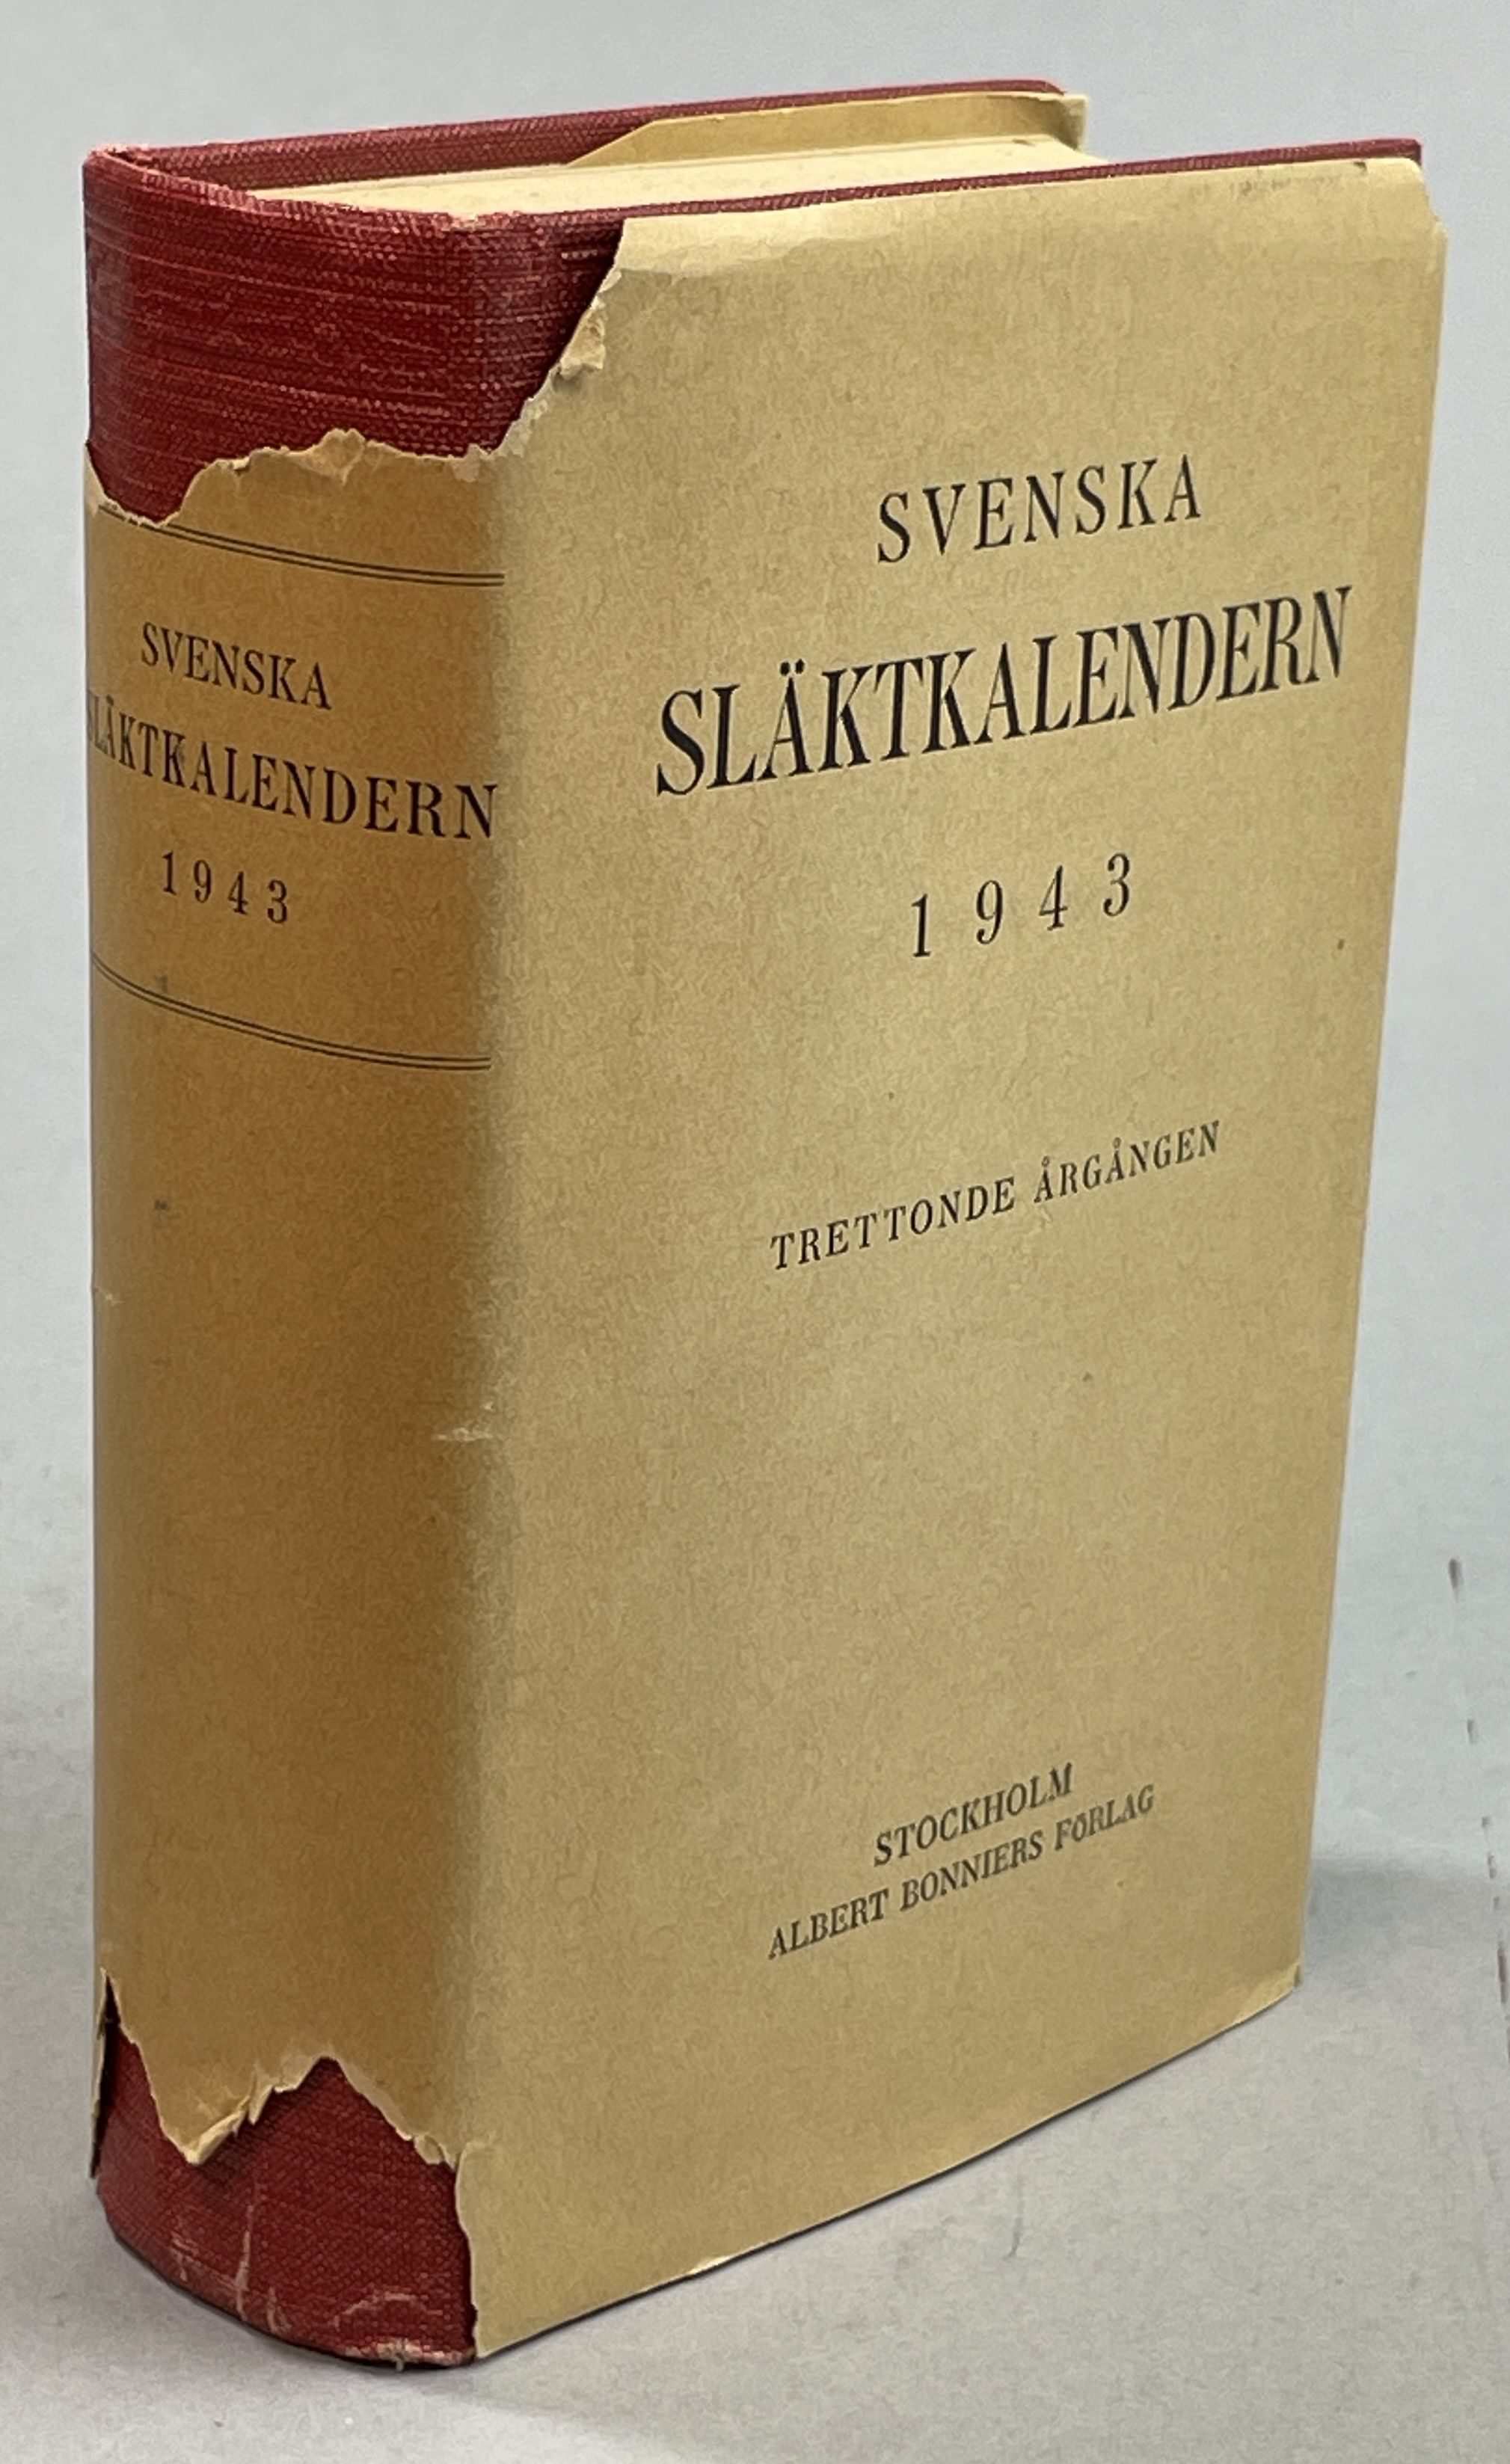 SVENSKA
SLÄKTKALENDERN
1943
SVENSKA
SLÄKTKALENDERN
1943
TRETTONDE ÅRGÅNGEN
STOCKHOLM
ALBERT BONNIERS FÖRLAG